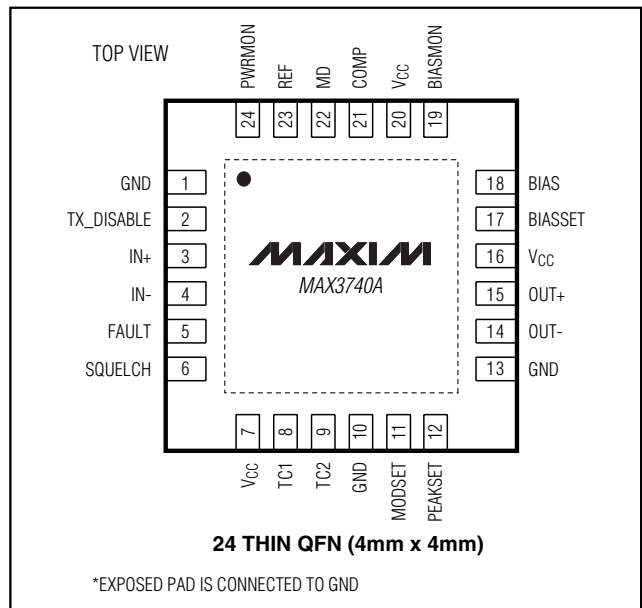 TOP VIEW
PWRMON
REF
MD
COMP
VCC
BIASMON
24
23
22
21
20
19
GND 1
TX_DISABLE 2
IN+ 3
IN- 4
FAULT 5
SQUELCH 6
MAXIM
MAX3740A
18 BIAS
17 BIASSET
16 VCC
15 OUT+
14 OUT-
13 GND
7
8
9
10
11
12
VCC
TC1
TC2
GND
MODSET
PEAKSET
24 THIN QFN (4mm x 4mm)
*EXPOSED PAD IS CONNECTED TO GND